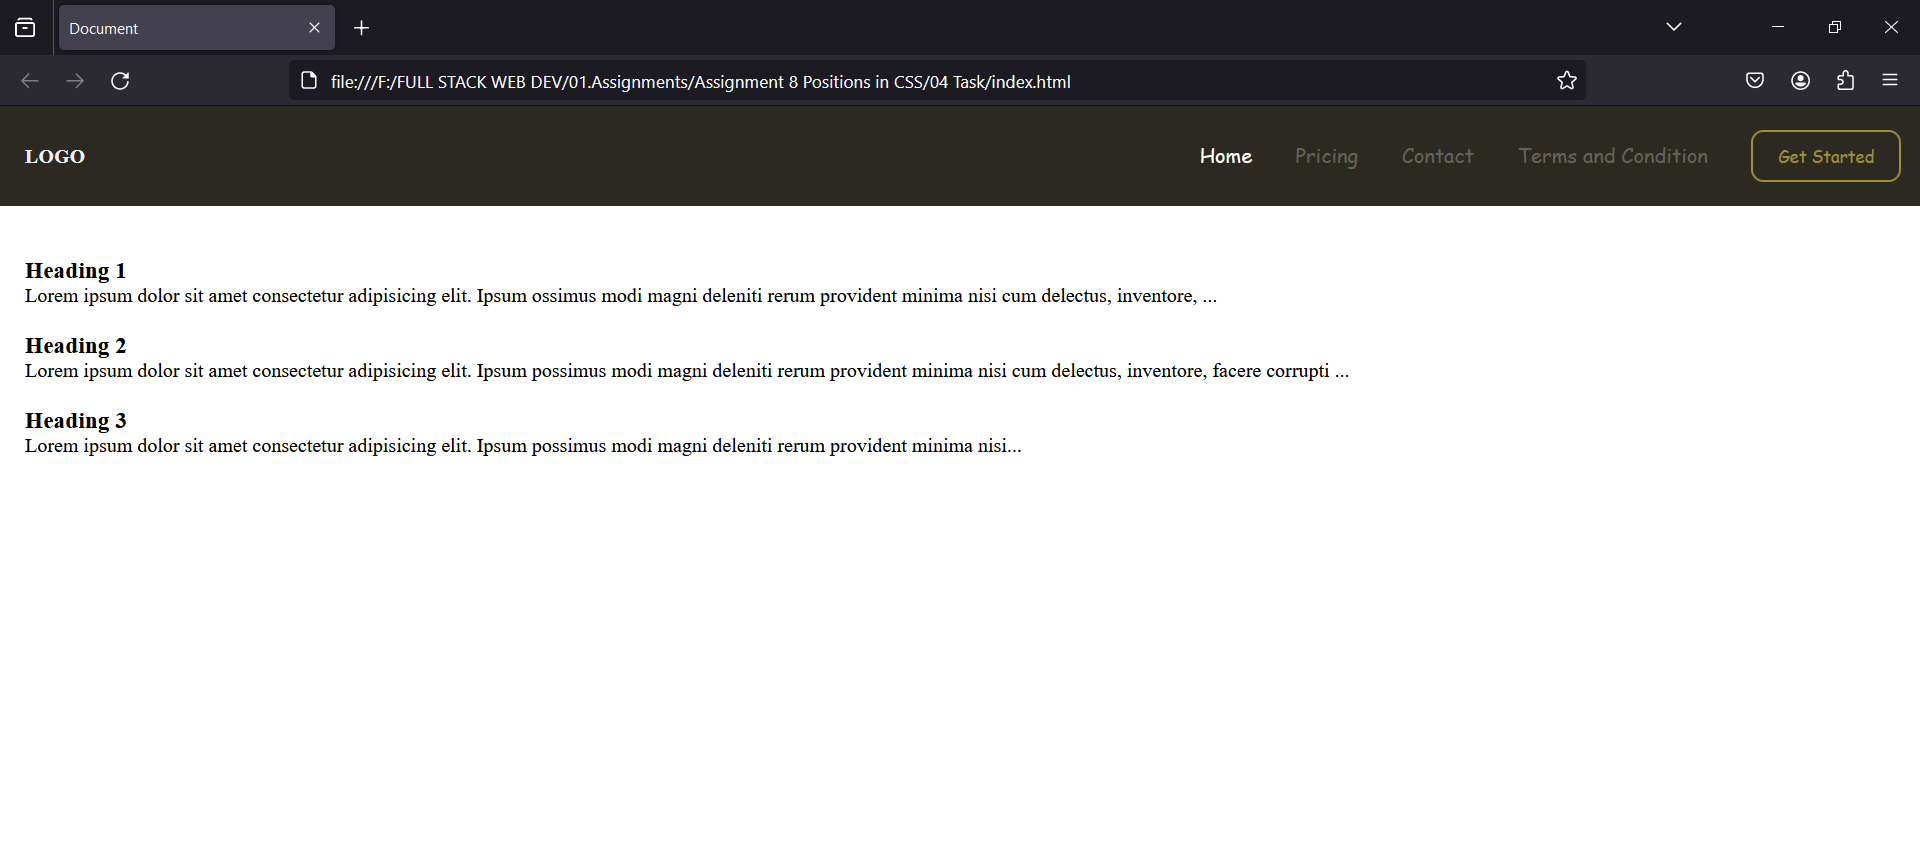 Document
file:///F:/FULL STACK WEB DEV/01.Assignments/Assignment 8 Positions in CSS/04 Task/index.html
LOGO Home Pricing Contact Terms and Condition Get Started
Heading 1
Lorem ipsum dolor sit amet consectetur adipisicing elit. Ipsum ossimus modi magni deleniti rerum provident minima nisi cum delectus, inventore, ...
Heading 2
Lorem ipsum dolor sit amet consectetur adipisicing elit. Ipsum possimus modi magni deleniti rerum provident minima nisi cum delectus, inventore, facere corrupti ...
Heading 3
Lorem ipsum dolor sit amet consectetur adipisicing elit. Ipsum possimus modi magni deleniti rerum provident minima nisi...